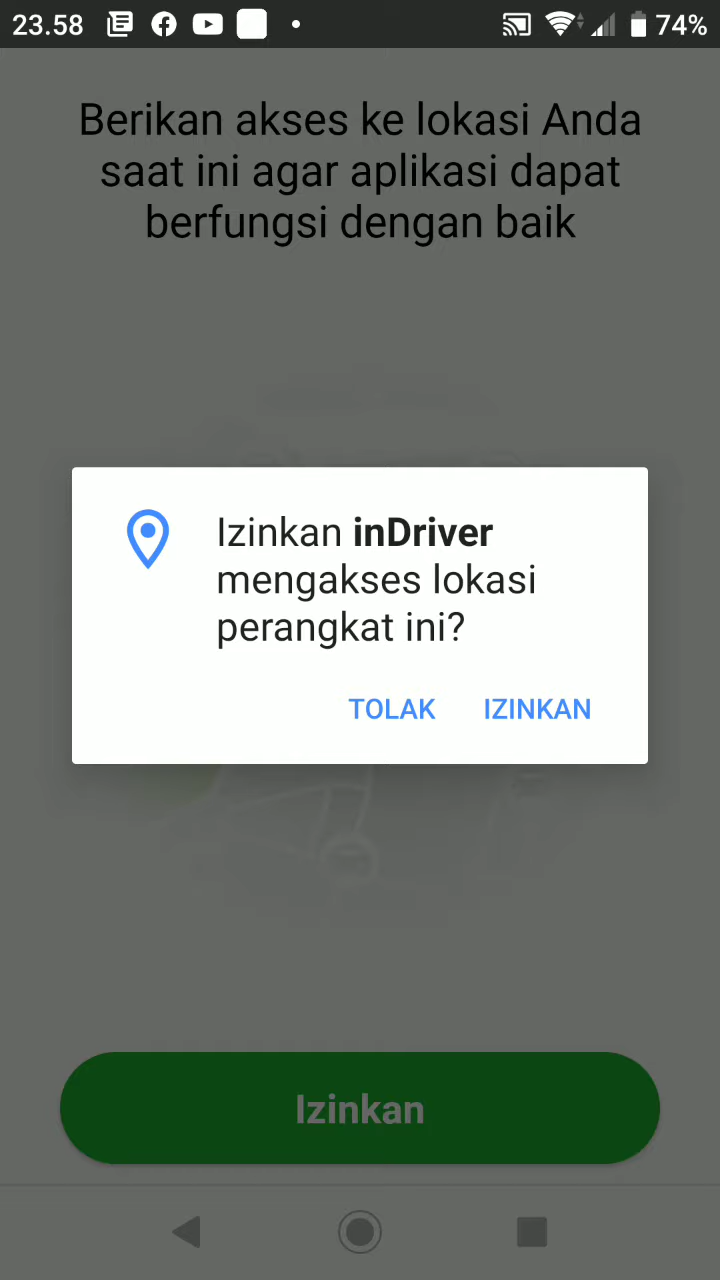 23.58
74%
Berikan akses ke lokasi Anda
saat ini agar aplikasi dapat
berfungsi dengan baik
Izinkan inDriver
mengakses lokasi
perangkat ini?
TOLAK IZINKAN
Izinkan